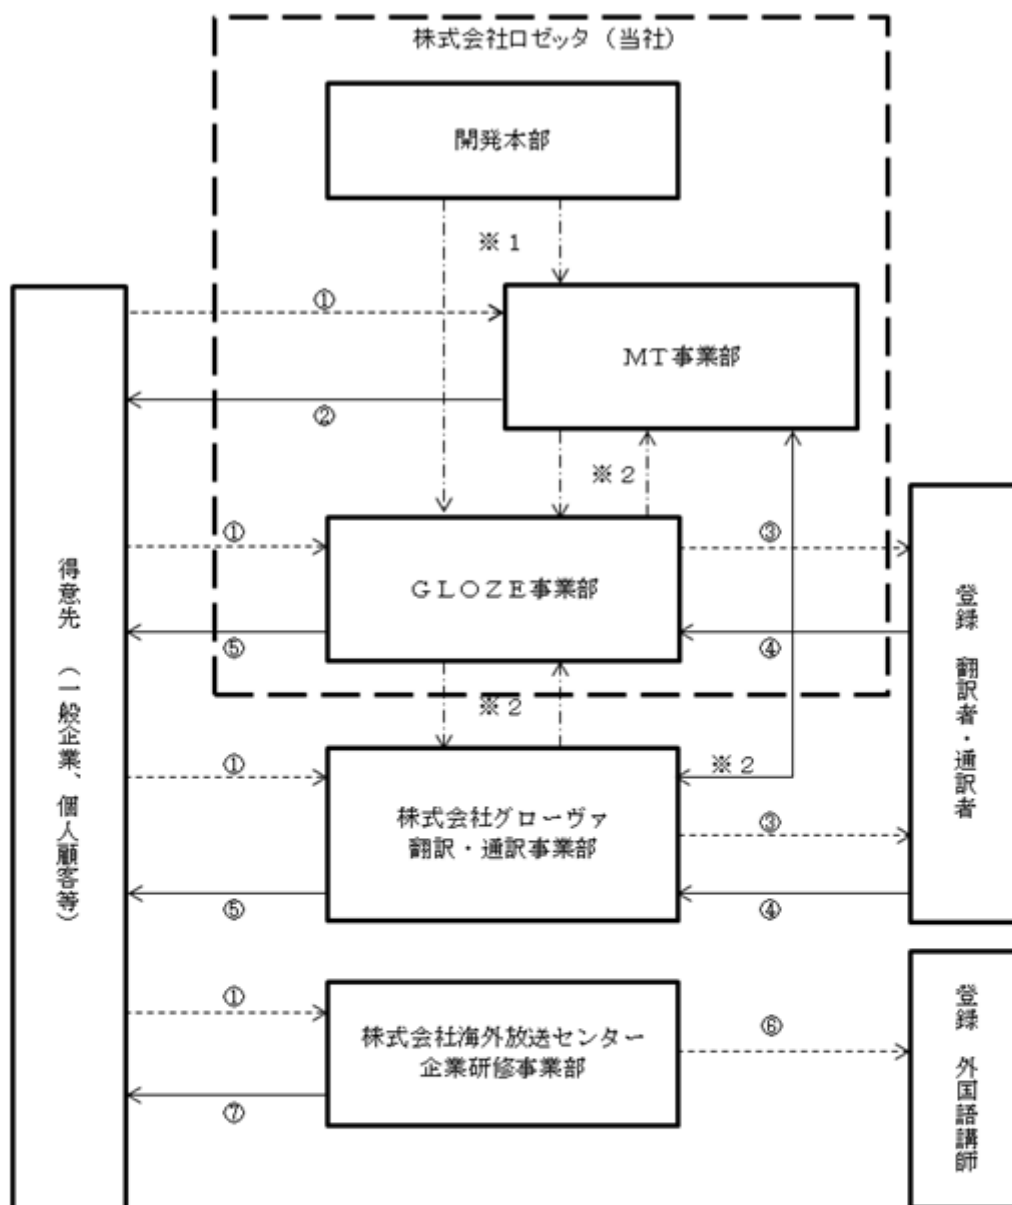 株式会社ロゼッタ（当社）
開発本部
※１
①
ＭＴ事業部
②
※２
①
③
ＧＬＯＺＥ事業部
⑤
④
※２
①
※２
株式会社グローヴァ
翻訳・通訳事業部
③
⑤
④
①
株式会社海外放送センター
企業研修事業部
⑥
⑦
得意先　（一般企業、個人顧客等）
登録　翻訳者・通訳者
登録　外国語講師